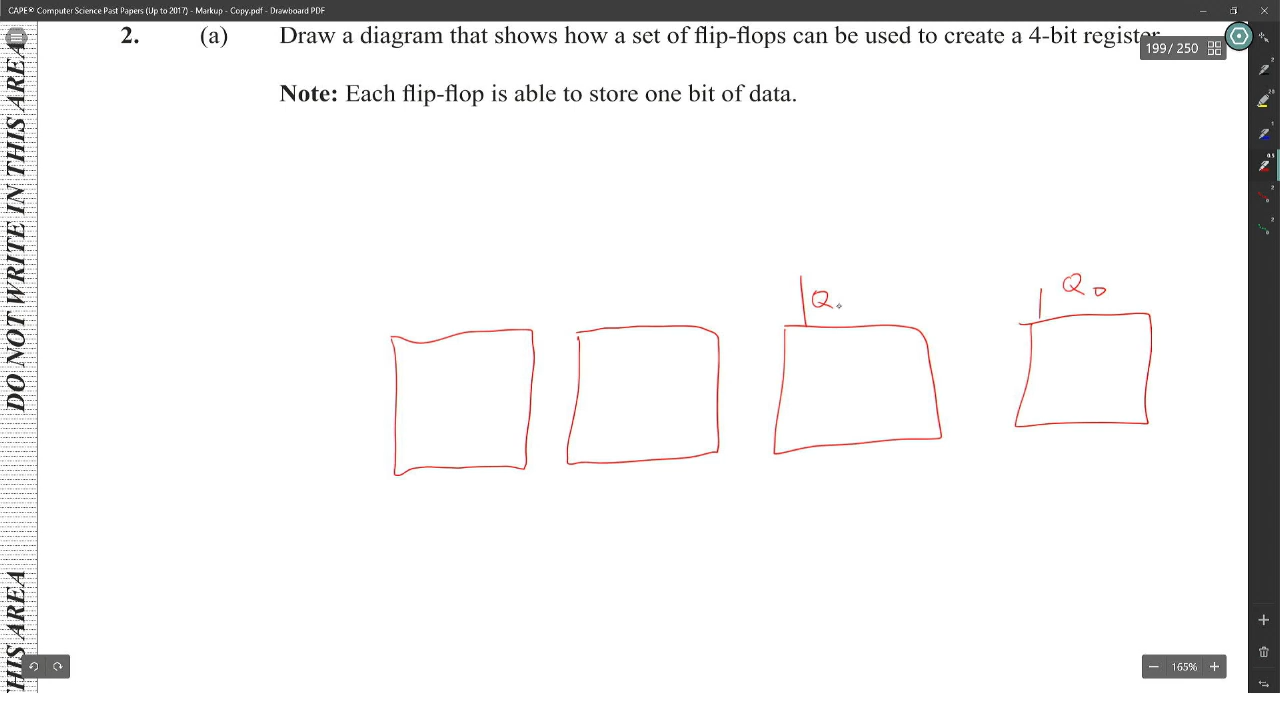 CAPE® Computer Science Past Papers (Up to 2017) - Markup - Copy.pdf - Drawboard PDF
2. (a) Draw a diagram that shows how a set of flip-flops can be used to create a 4-bit register
199 / 250
Note: Each flip-flop is able to store one bit of data.
DO NOT WRITE IN THIS AREA
Q
Q0
THIS AREA
165%